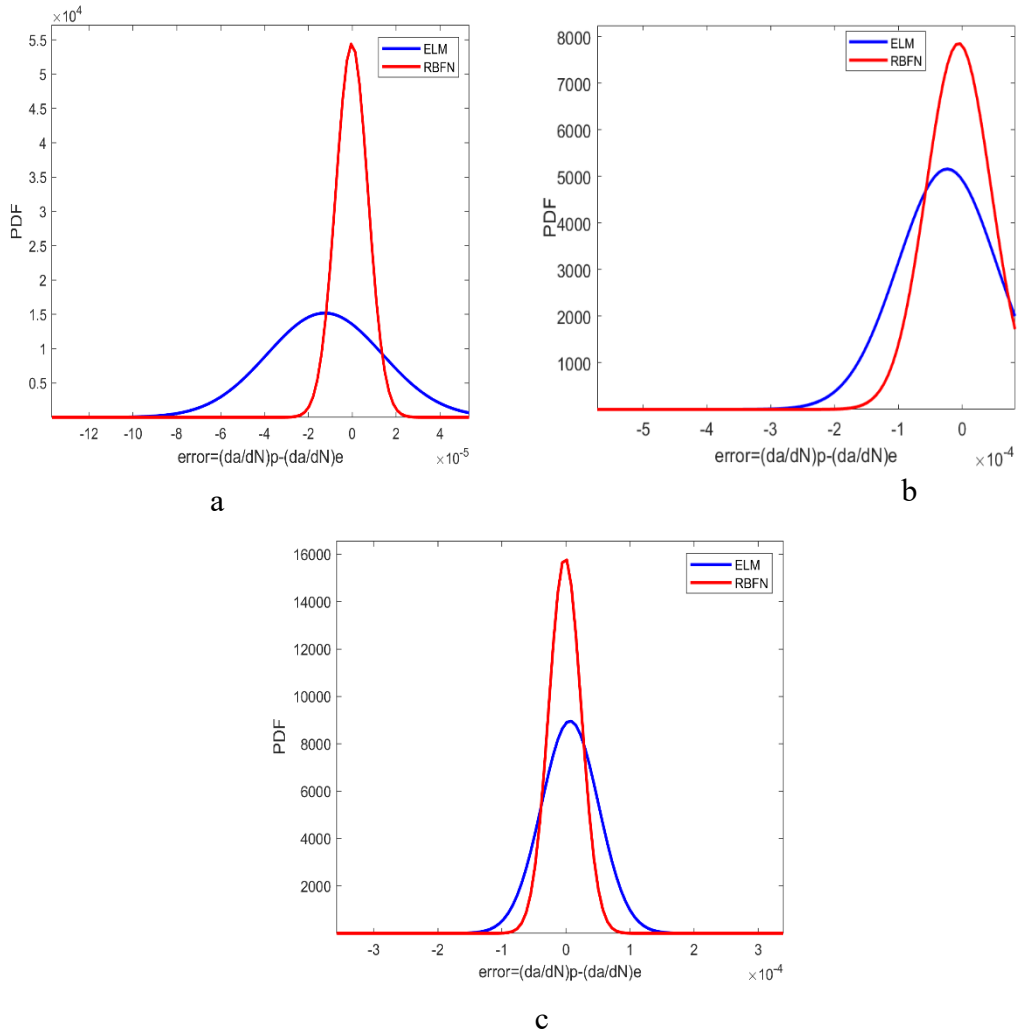 ×10⁴
5.5
5
4.5
4
3.5
3
2.5
2
1.5
1
0.5
PDF
ELM
RBFN
-12 -10 -8 -6 -4 -2 0 2 4
error=(da/dN)p-(da/dN)e
×10⁻⁵
a
8000
7000
6000
5000
4000
3000
2000
1000
PDF
ELM
RBFN
-5 -4 -3 -2 -1 0
error=(da/dN)p-(da/dN)e
×10⁻⁴
b
16000
14000
12000
10000
8000
6000
4000
2000
PDF
ELM
RBFN
-3 -2 -1 0 1 2 3
error=(da/dN)p-(da/dN)e
×10⁻⁴
c